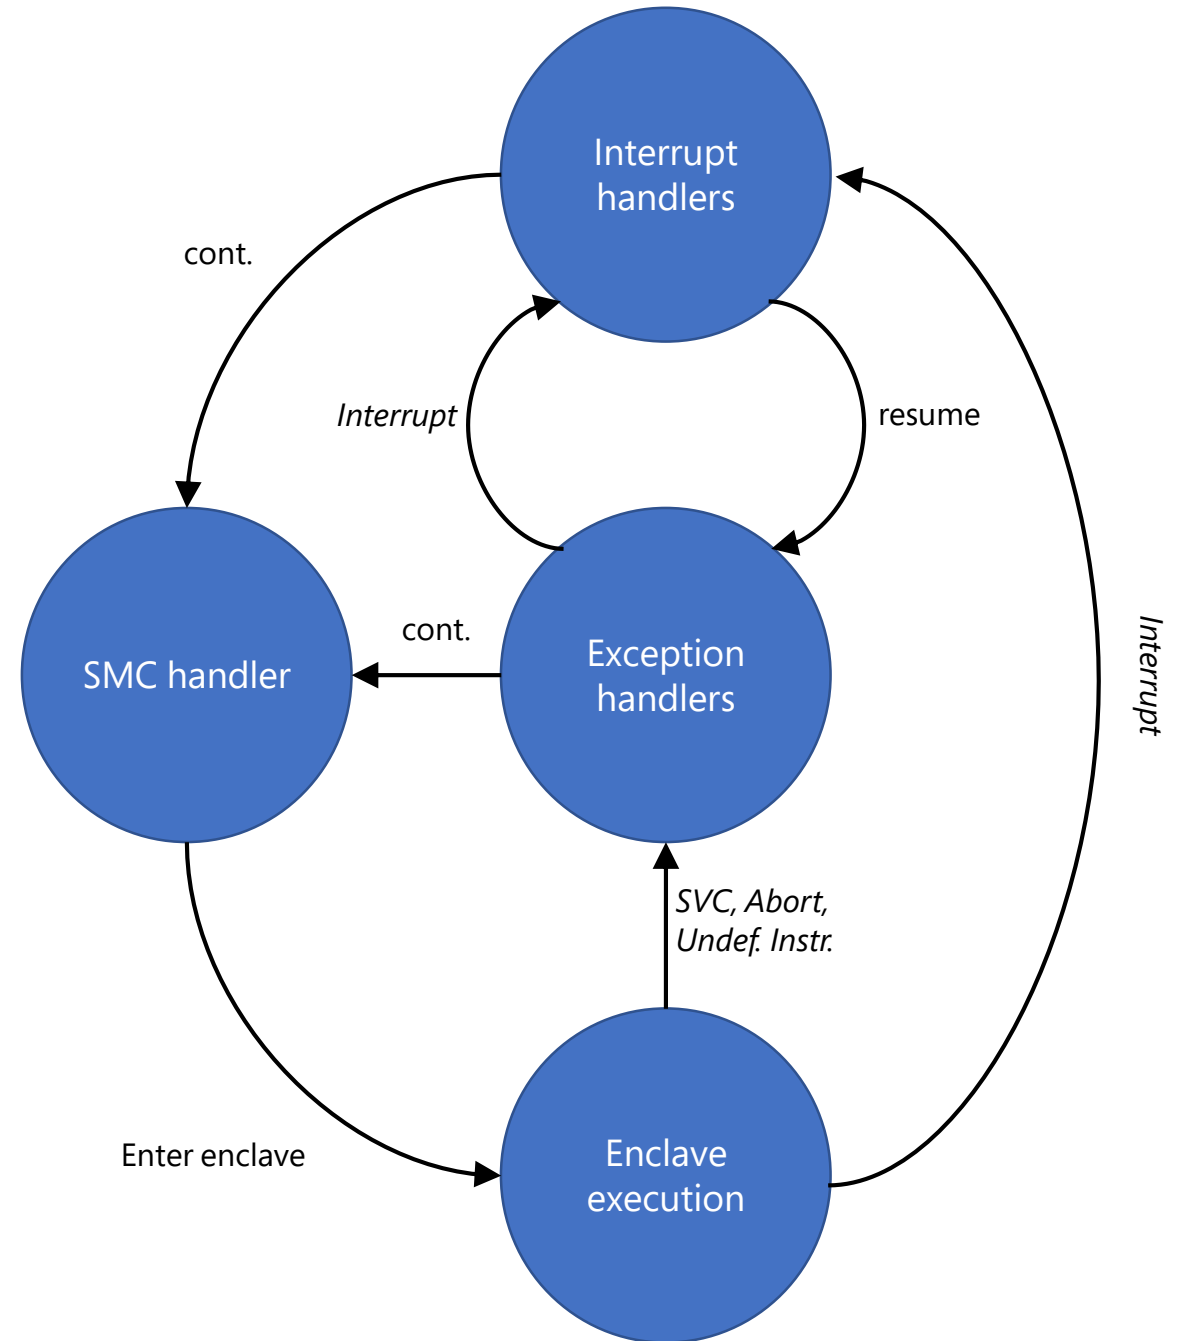 Interrupt
handlers
cont.
Interrupt
resume
cont.
SMC handler
Exception
handlers
Interrupt
SVC, Abort,
Undef. Instr.
Enter enclave
Enclave
execution